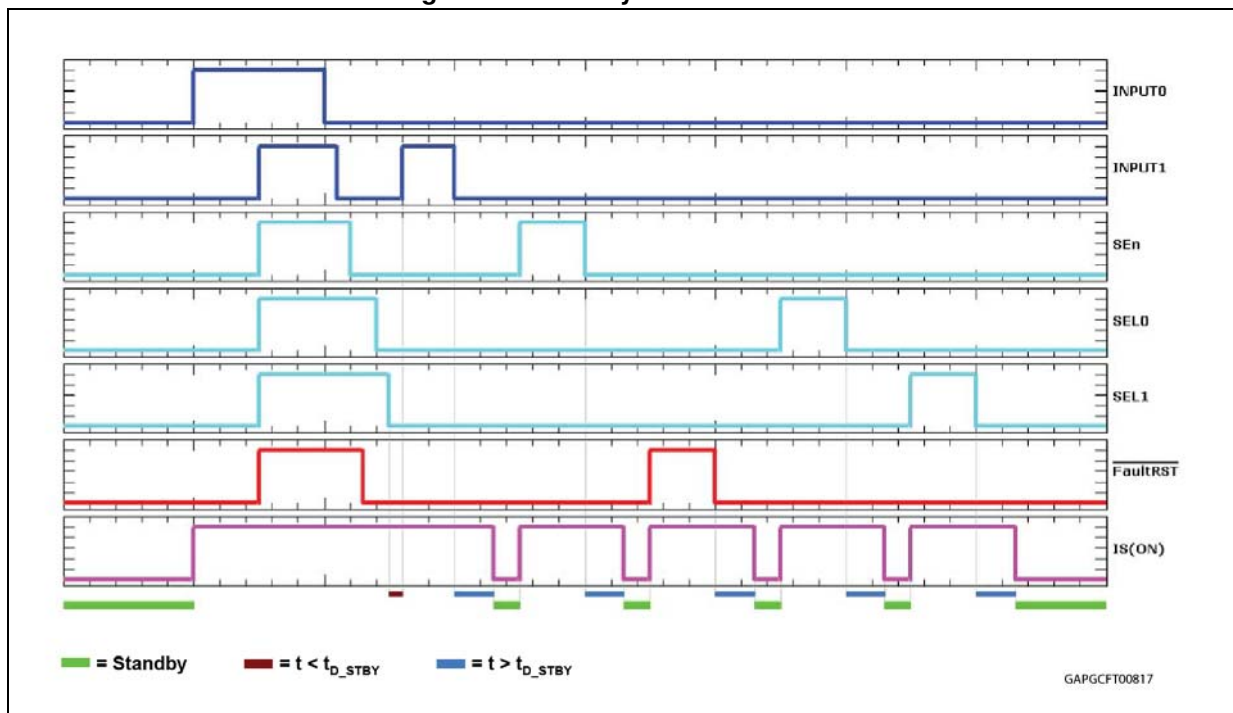 INPUT0
INPUT1
SEn
SEL0
SEL1
FaultRST
IS(ON)
= Standby
= t < tD_STBY
= t > tD_STBY
GAPGCFT00817